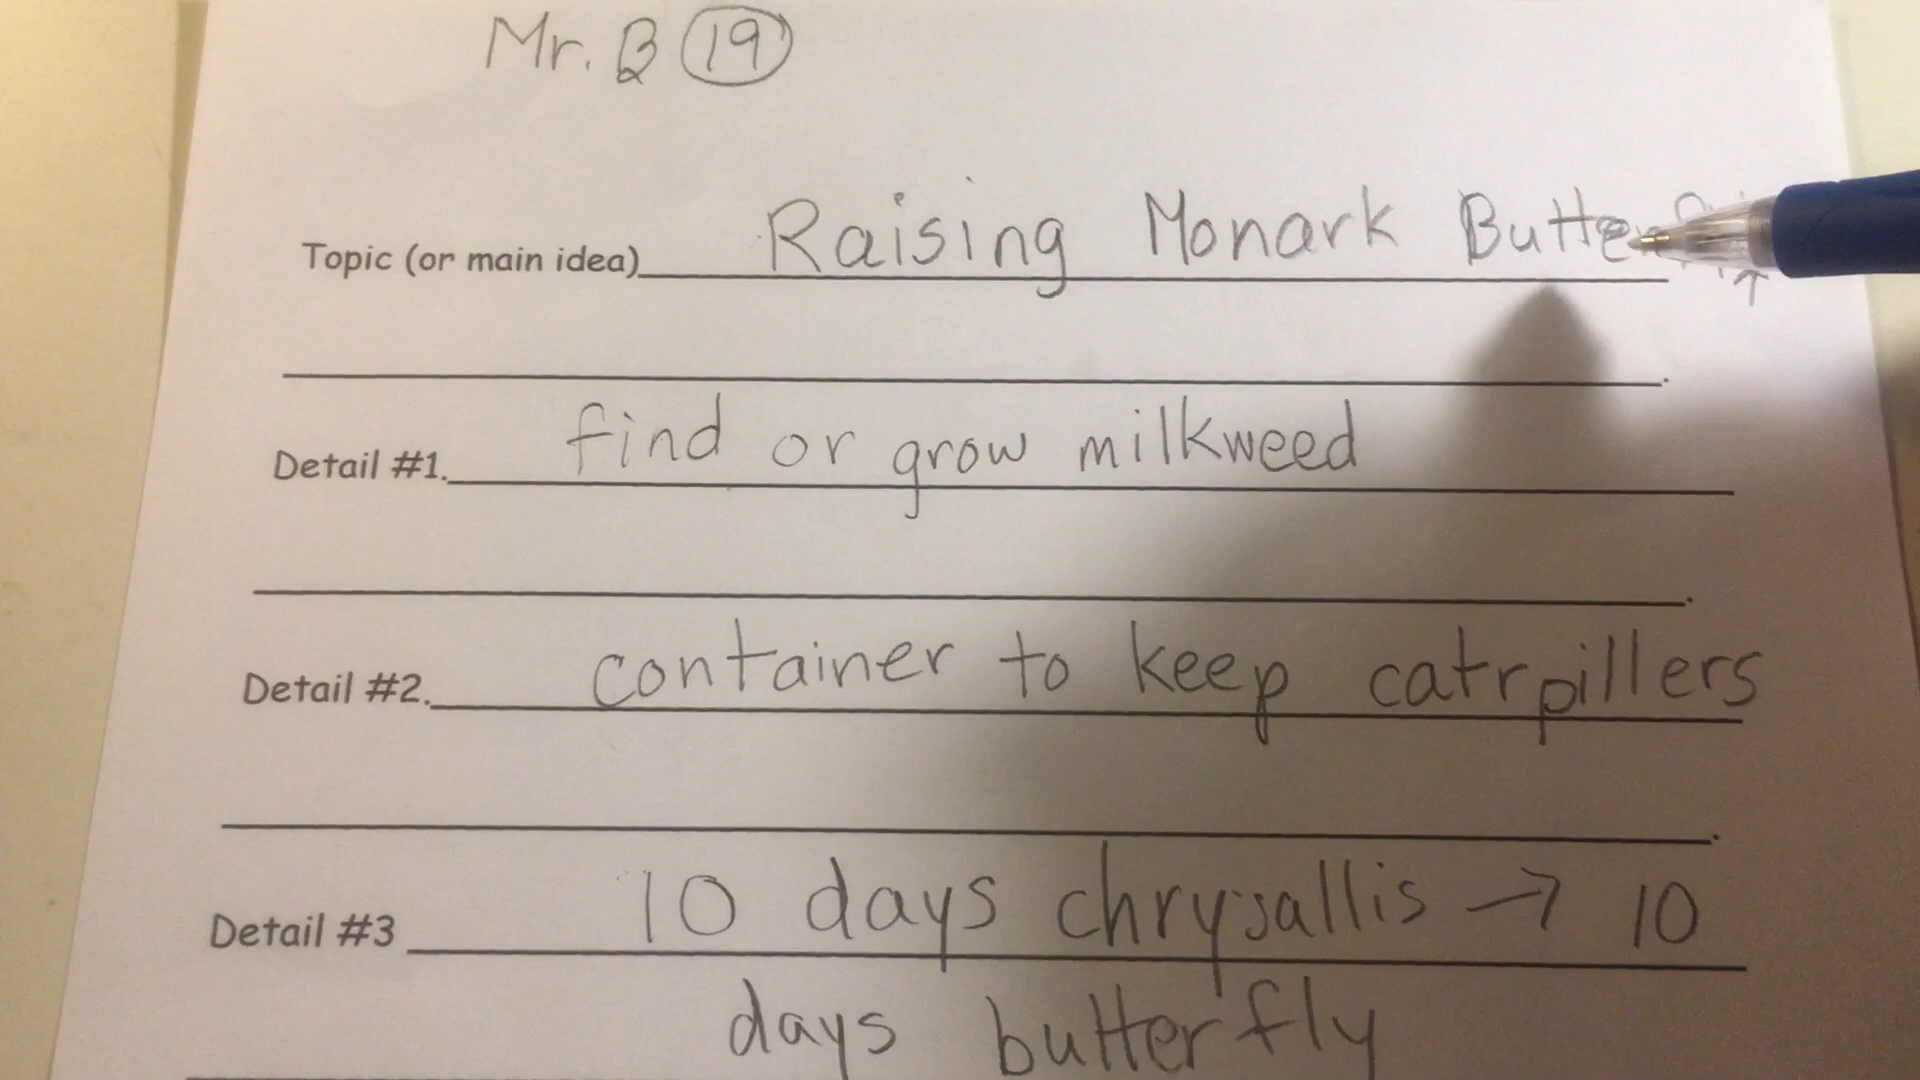 Mr. B 19
Topic (or main idea) Raising Monark
Detail #1. find or grow milkweed
Detail #2. container to keep catrpillers
Detail #3 10 days chrysallis → 10
days butterfly